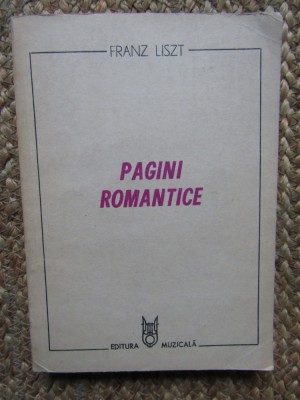 FRANZ LISZT
PAGINI
ROMANTICE
EDITURA MUZICALĂ